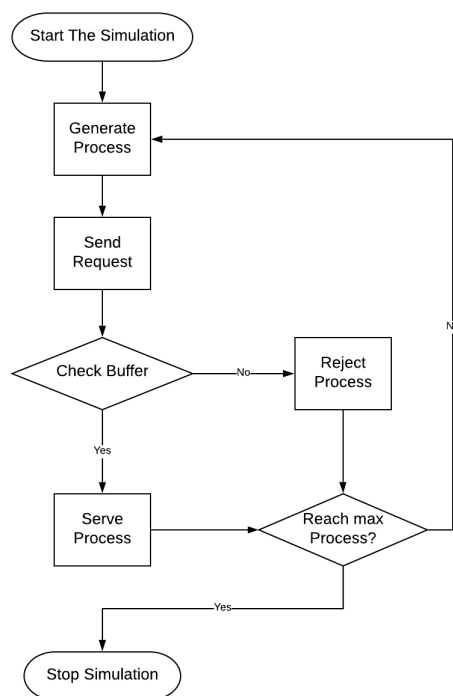 Start The Simulation
Generate
Process
Send
Request
Check Buffer
No
Reject
Process
Yes
Serve
Process
Reach max
Process?
Yes
Stop Simulation